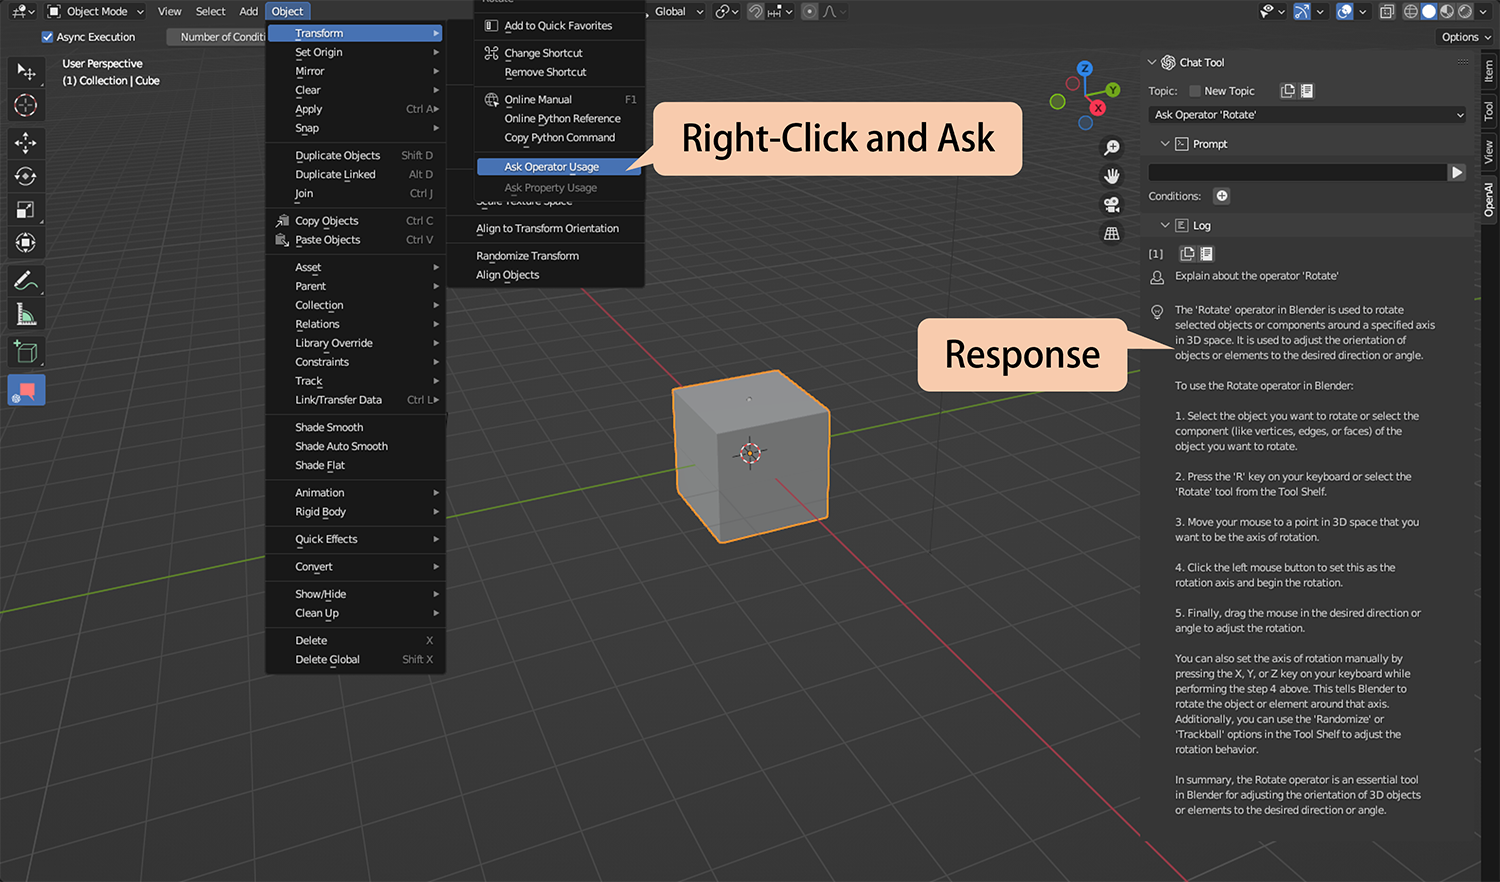 Object Mode
View
Select
Add
Object
Global
Async Execution
Options
User Perspective
(1) Collection | Cube
Transform
Set Origin
Mirror
Clear
Apply Ctrl A
Snap
Duplicate Objects Shift D
Duplicate Linked Alt D
Join Ctrl J
Copy Objects Ctrl C
Paste Objects Ctrl V
Asset
Parent
Collection
Relations
Library Override
Constraints
Track
Link/Transfer Data Ctrl L
Shade Smooth
Shade Auto Smooth
Shade Flat
Animation
Rigid Body
Quick Effects
Convert
Show/Hide
Clean Up
Delete X
Delete Global Shift X
Add to Quick Favorites
Change Shortcut
Remove Shortcut
Online Manual F1
Online Python Reference
Copy Python Command
Ask Operator Usage
Ask Property Usage
Scale Texture Space
Align to Transform Orientation
Randomize Transform
Align Objects
Right-Click and Ask
Response
Z
Y
X
Chat Tool
Topic: New Topic
Ask Operator 'Rotate'
Prompt
Conditions:
Log
[1]
Explain about the operator 'Rotate'
The 'Rotate' operator in Blender is used to rotate
selected objects or components around a specified axis
in 3D space. It is used to adjust the orientation of
objects or elements to the desired direction or angle.
To use the Rotate operator in Blender:
1. Select the object you want to rotate or select the
component (like vertices, edges, or faces) of the
object you want to rotate.
2. Press the 'R' key on your keyboard or select the
'Rotate' tool from the Tool Shelf.
3. Move your mouse to a point in 3D space that you
want to be the axis of rotation.
4. Click the left mouse button to set this as the
rotation axis and begin the rotation.
5. Finally, drag the mouse in the desired direction or
angle to adjust the rotation.
You can also set the axis of rotation manually by
pressing the X, Y, or Z key on your keyboard while
performing the step 4 above. This tells Blender to
rotate the object or element around that axis.
Additionally, you can use the 'Randomize' or
'Trackball' options in the Tool Shelf to adjust the
rotation behavior.
In summary, the Rotate operator is an essential tool
in Blender for adjusting the orientation of 3D objects
or elements to the desired direction or angle.
Item
Tool
View
OpenAI